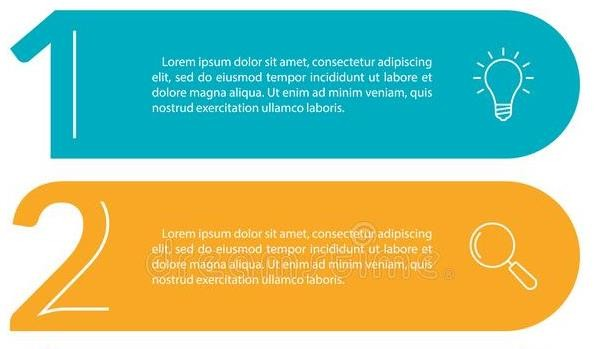 1
Lorem ipsum dolor sit amet, consectetur adipiscing
elit, sed do eiusmod tempor incididunt ut labore et
dolore magna aliqua. Ut enim ad minim veniam, quis
nostrud exercitation ullamco laboris.
2
Lorem ipsum dolor sit amet, consectetur adipiscing
elit, sed do eiusmod tempor incididunt ut labore et
dolore magna aliqua. Ut enim ad minim veniam, quis
nostrud exercitation ullamco laboris.
dreamstime